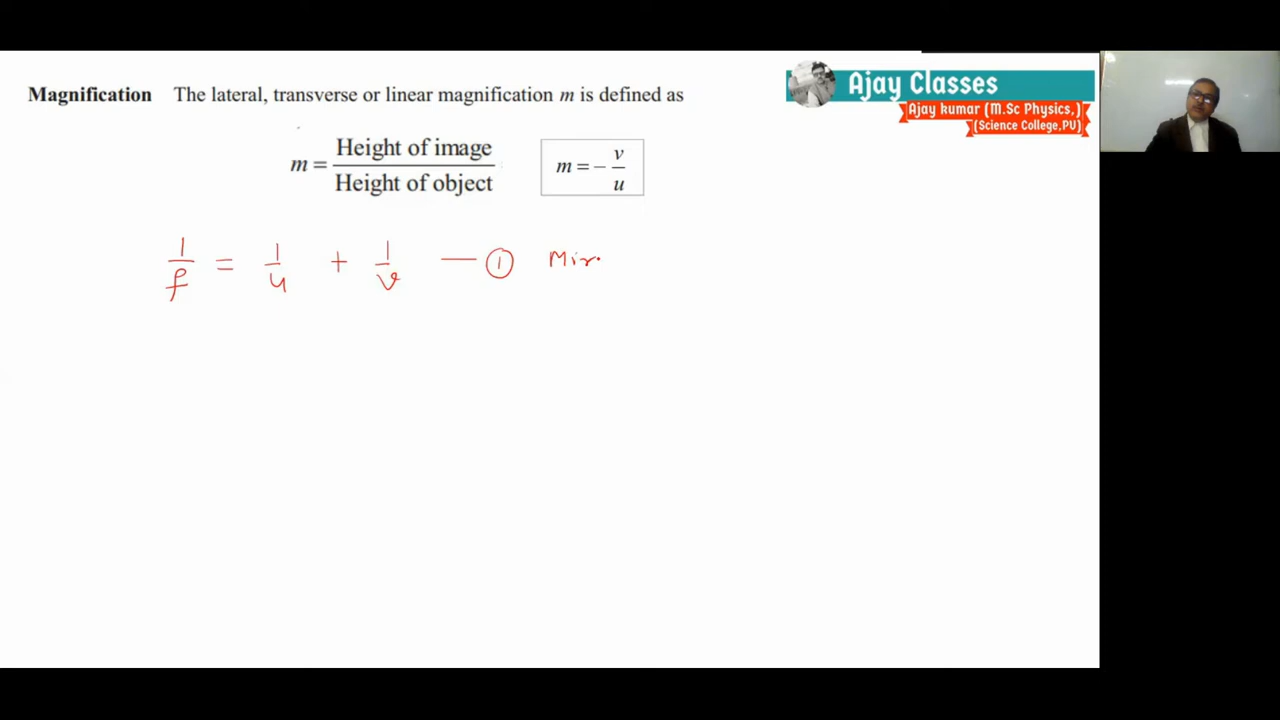 Magnification The lateral, transverse or linear magnification m is defined as
m = Height of image / Height of object
m = − v / u
1/f = 1/u + 1/v — ① Mir.
Ajay Classes
Ajay kumar (M.Sc Physics,)
(Science College,PU)